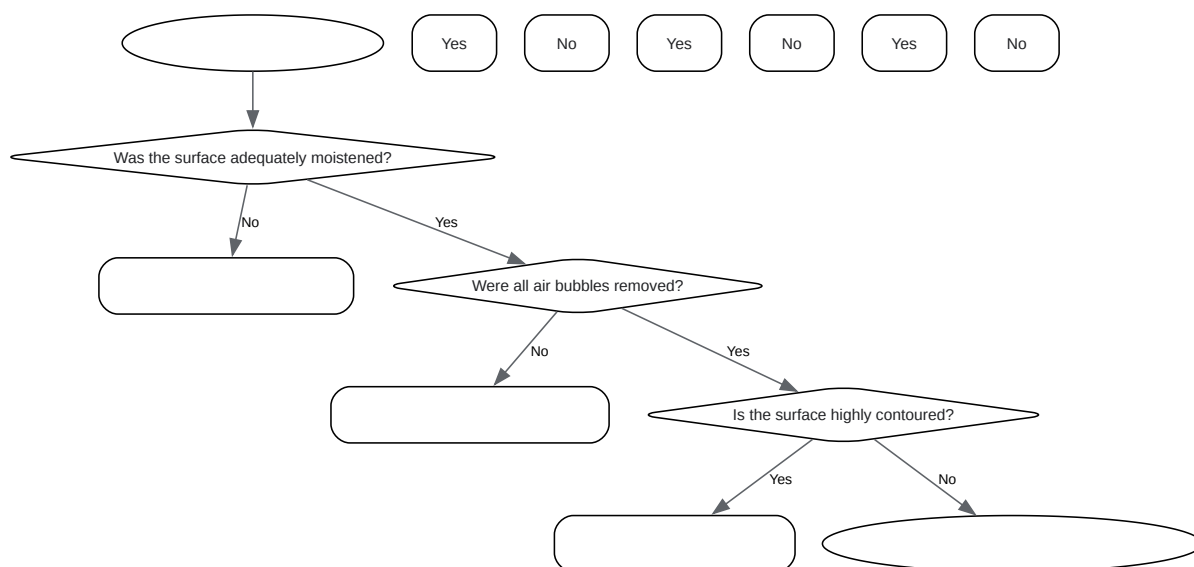 Yes
No
Yes
No
Yes
No
Was the surface adequately moistened?
No
Yes
Were all air bubbles removed?
No
Yes
Is the surface highly contoured?
Yes
No